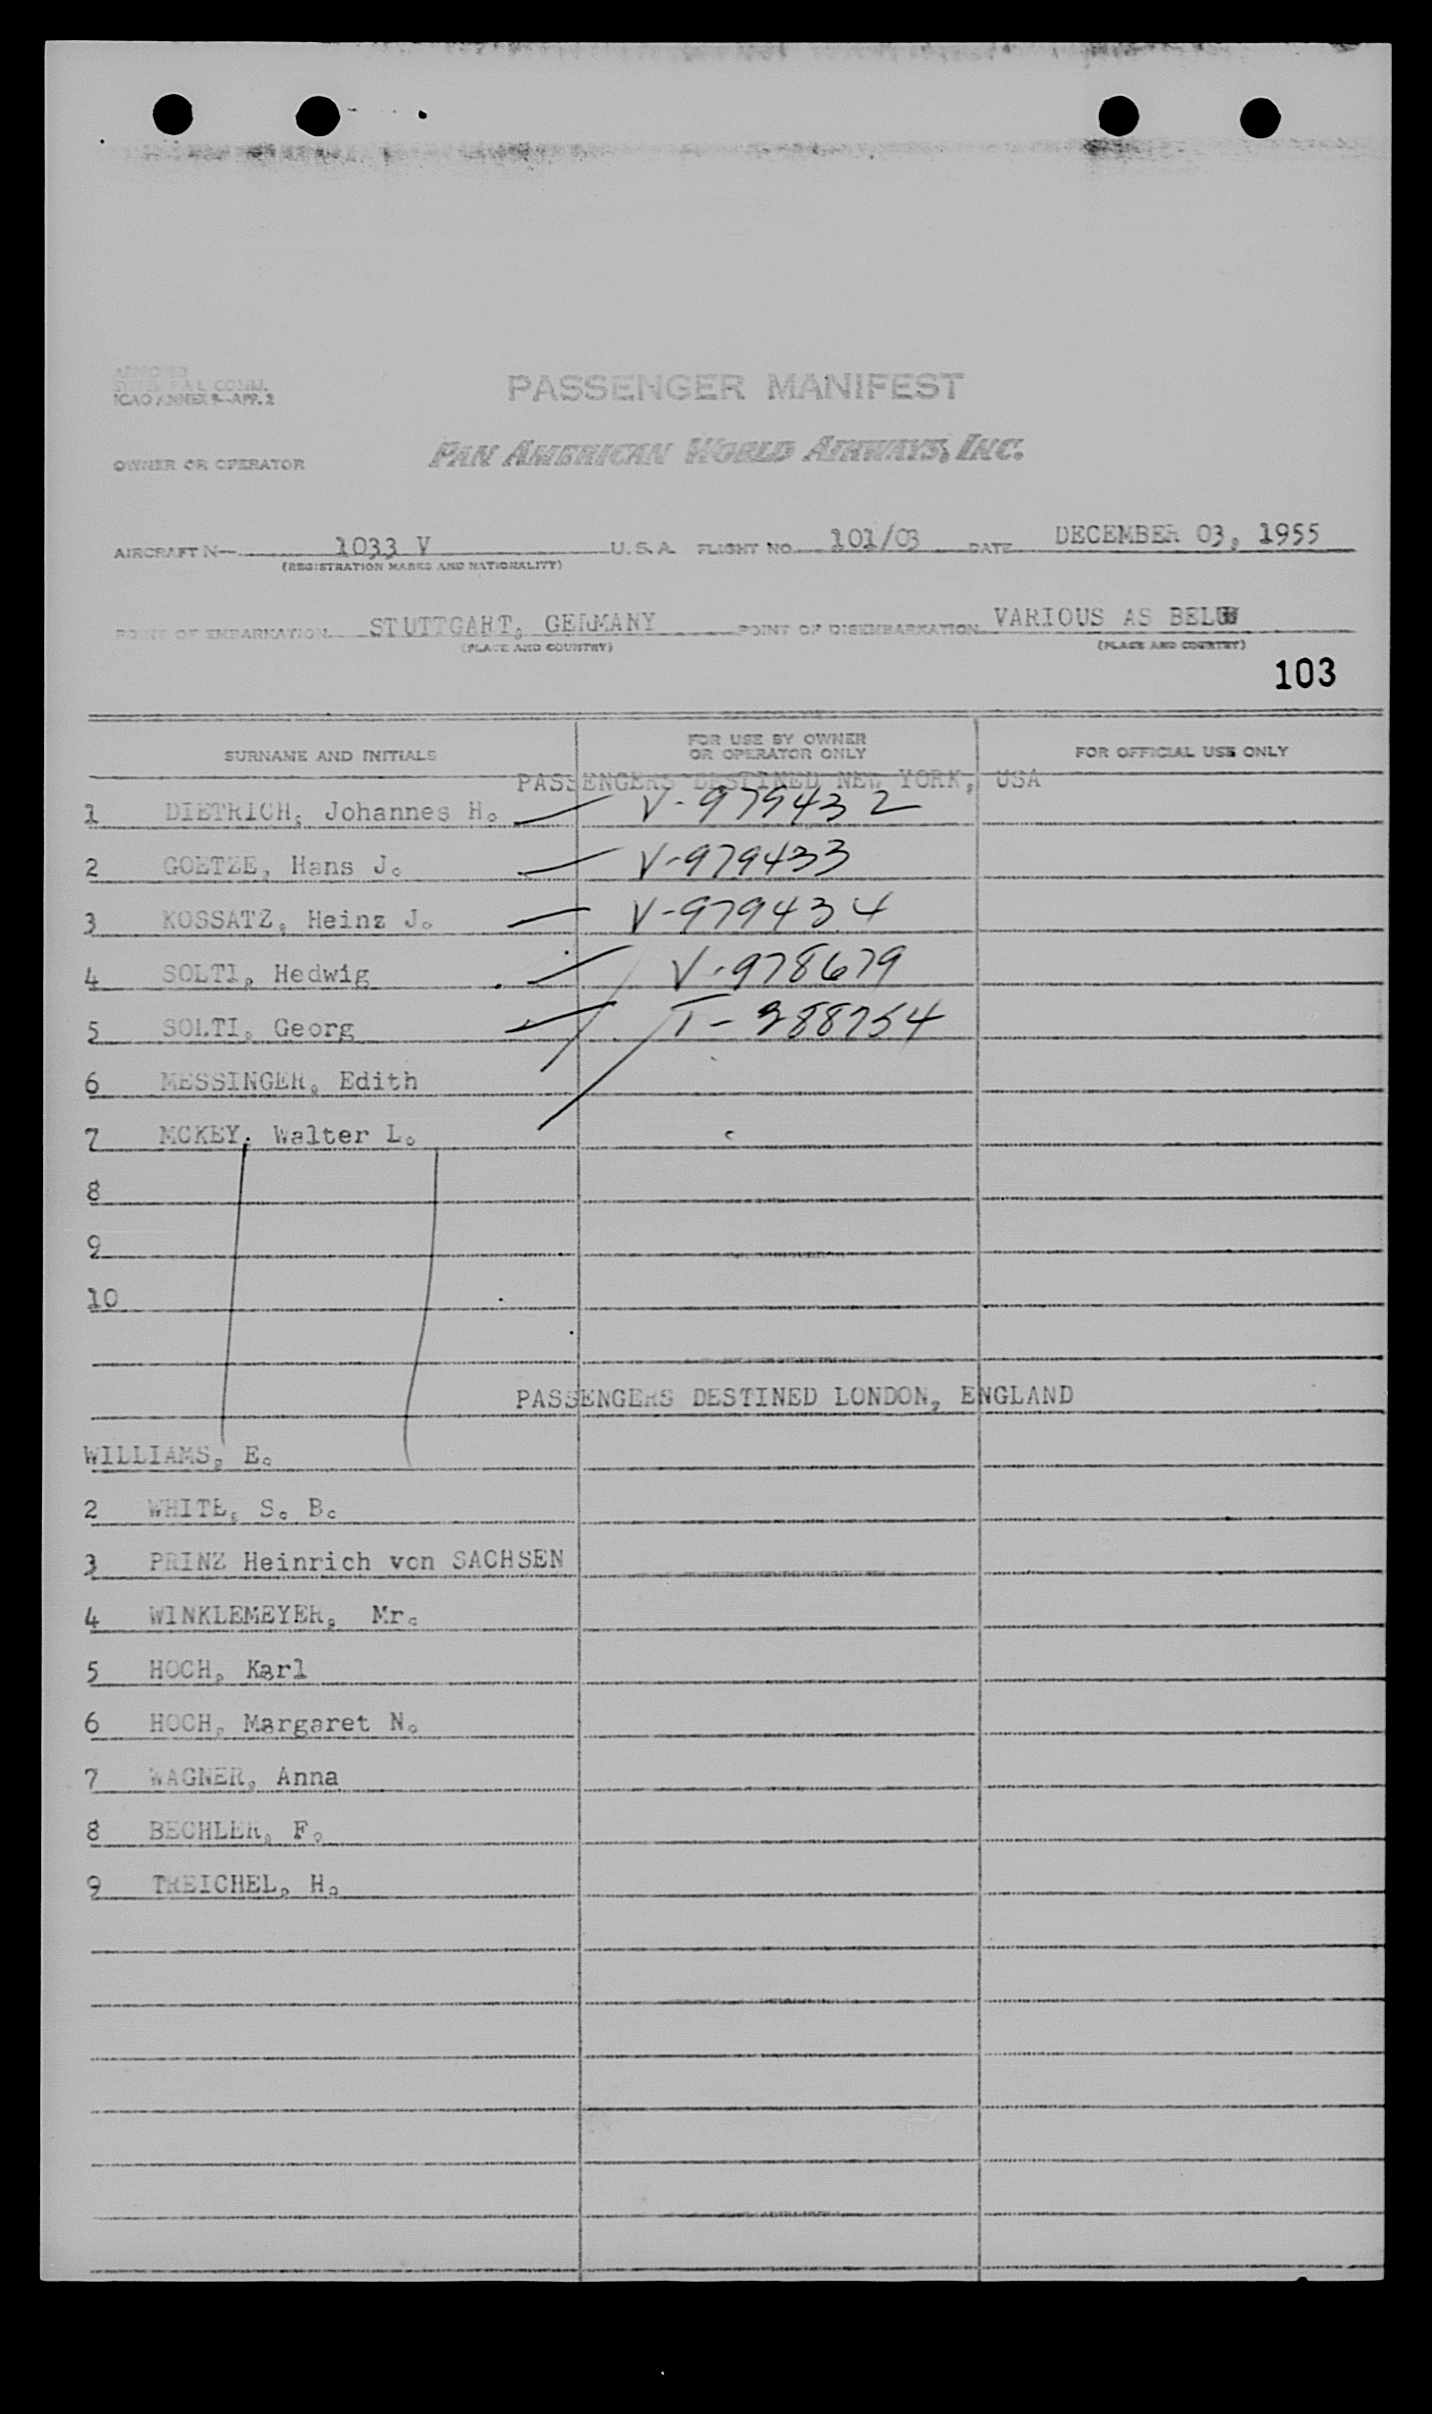 ICAO ANNEX 9—APP. 2
PASSENGER MANIFEST
OWNER OR OPERATOR PAN AMERICAN WORLD AIRWAYS, INC.
AIRCRAFT N— 1033 V U.S.A. FLIGHT NO. 101/03 DATE DECEMBER 03, 1955
(REGISTRATION MARKS AND NATIONALITY)
POINT OF EMBARKATION STUTTGART, GERMANY POINT OF DISEMBARKATION VARIOUS AS BELOW
(PLACE AND COUNTRY) (PLACE AND COUNTRY)
103
SURNAME AND INITIALS FOR USE BY OWNER OR OPERATOR ONLY FOR OFFICIAL USE ONLY
PASSENGERS DESTINED NEW YORK, USA
1 DIETRICH, Johannes H. V-979432
2 GOETZE, Hans J. V-979433
3 KOSSATZ, Heinz J. V-979434
4 SOLTI, Hedwig V-978679
5 SOLTI, Georg T-388754
6 MESSINGER, Edith
7 MCKEY, Walter L.
8
9
10
PASSENGERS DESTINED LONDON, ENGLAND
WILLIAMS, E.
2 WHITE, S. B.
3 PRINZ Heinrich von SACHSEN
4 WINKLEMEYER, Mr.
5 HOCH, Karl
6 HOCH, Margaret N.
7 WAGNER, Anna
8 BECHLER, F.
9 TREICHEL, H.